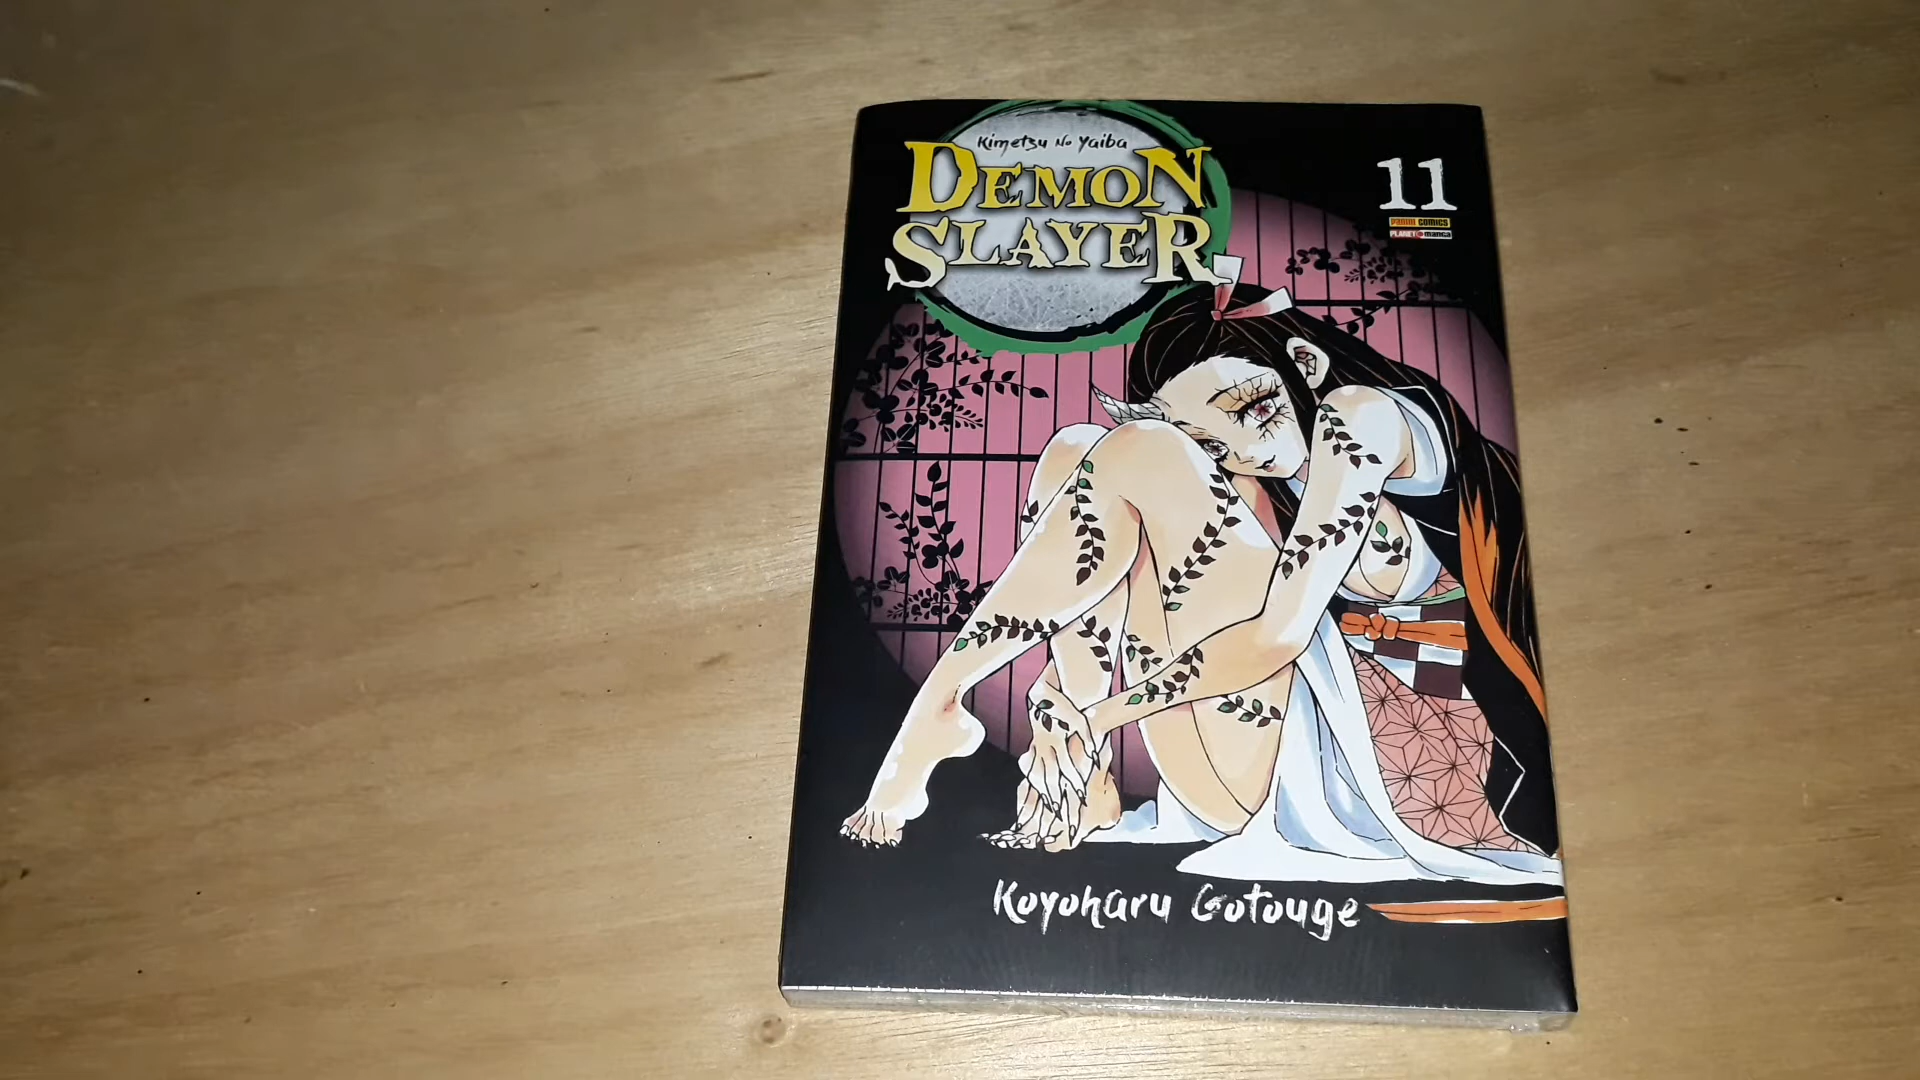 Kimetsu No Yaiba
DEMON
SLAYER
11
PANINI COMICS
PLANET manga
Koyoharu Gotouge